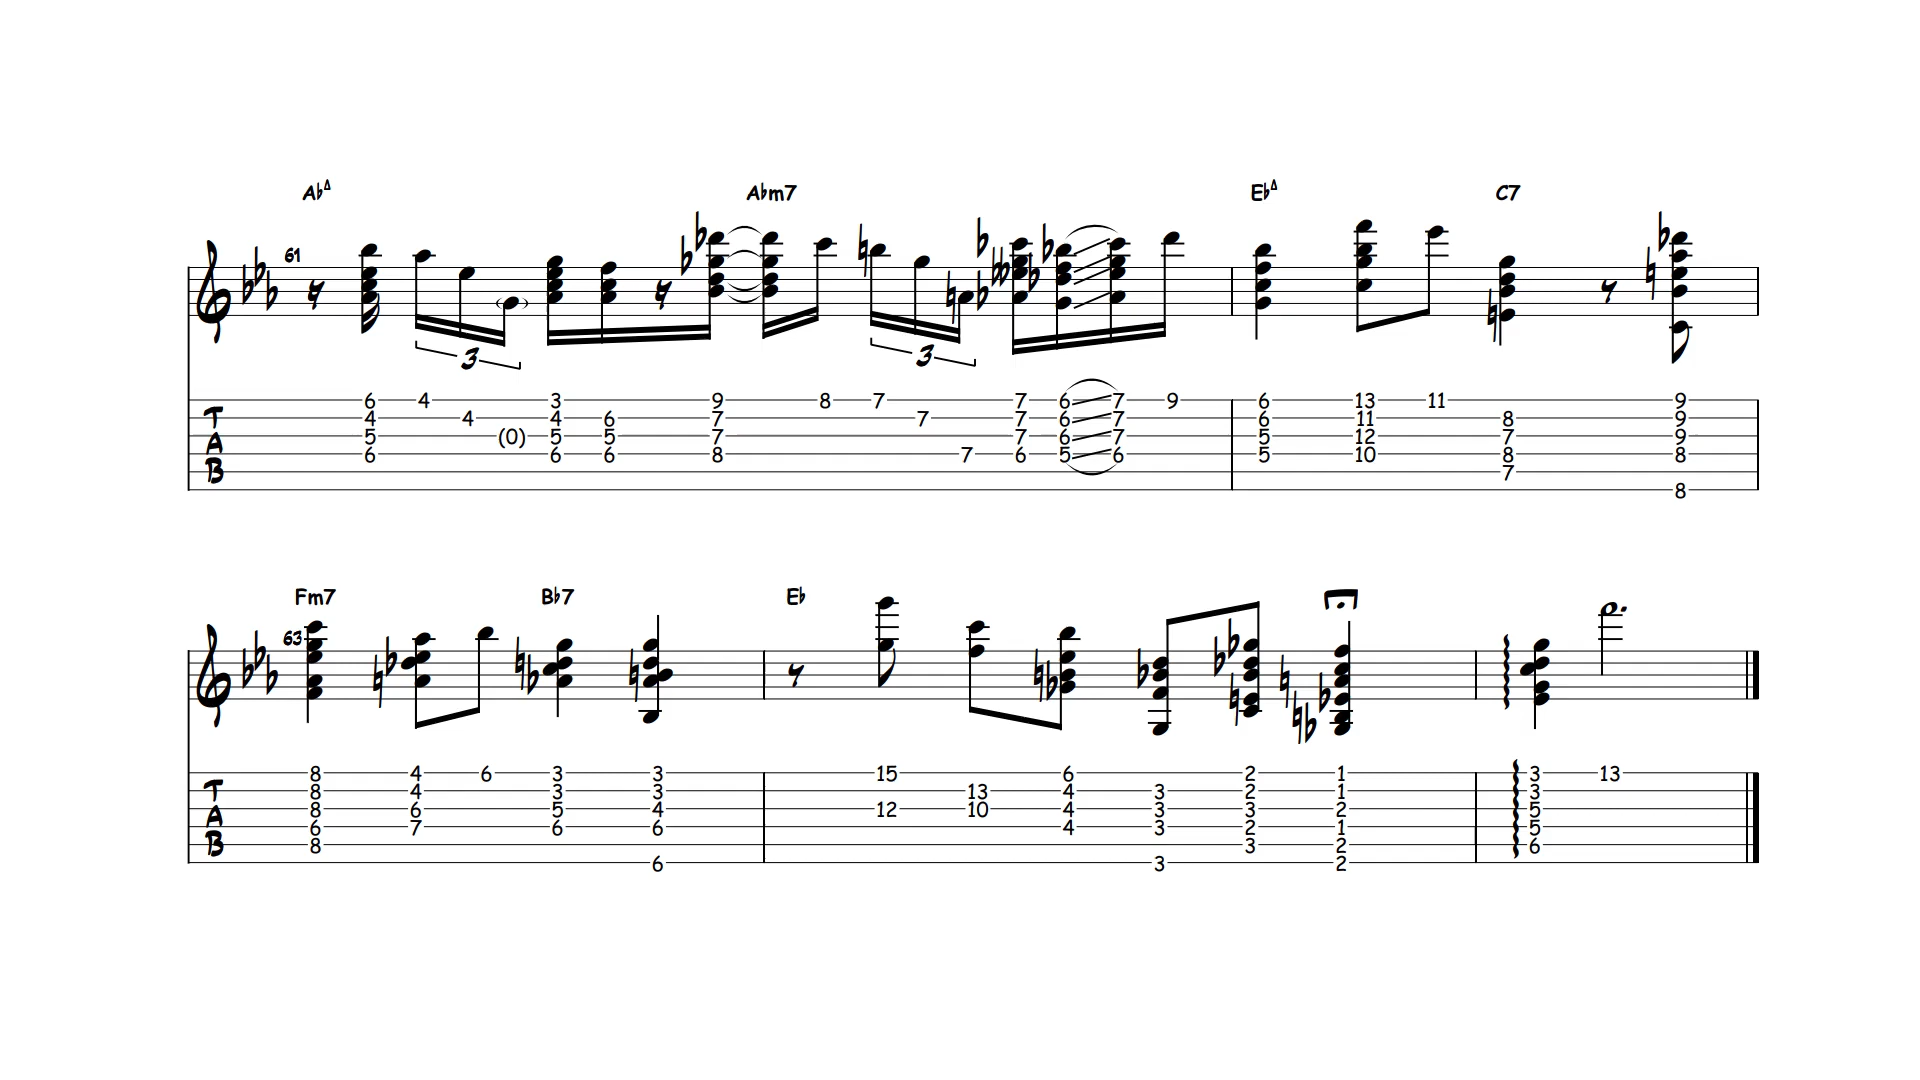 A♭Δ A♭m7 E♭Δ C7
61
3 3
6 4 3 9 8 7 7 6 7 9 6 13 11 9
T 4 4 4 6 7 7 7 6 7 6 11 8 9
A 5 (0) 5 5 7 7 6 7 5 12 7 9
6 6 6 8 7 6 5 6 5 10 8 8
B 7
8
Fm7 B♭7 E♭
63
8 4 6 3 3 15 6 2 1 3 13
T 8 4 3 3 13 4 3 2 1 3
A 8 6 5 4 12 10 4 3 3 2 5
6 7 6 6 4 3 2 1 5
B 8 3 2 6
6 3 2